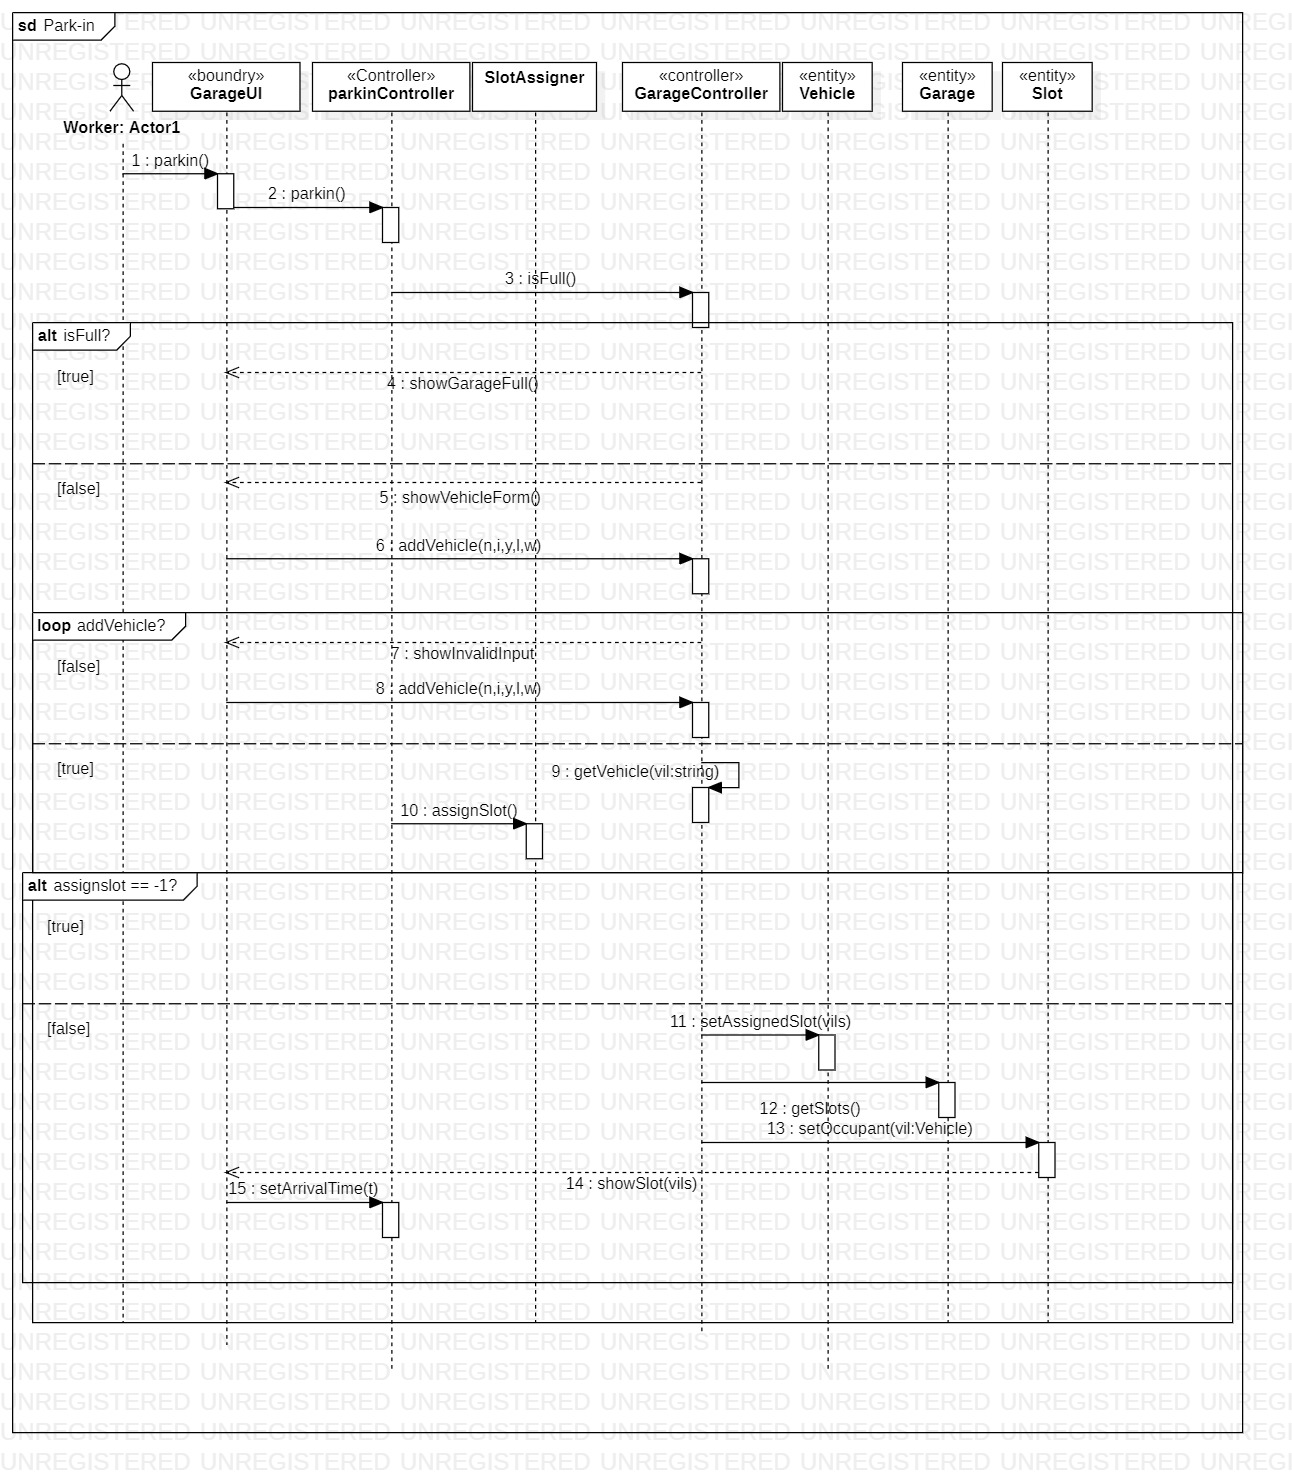 sd Park-in
«boundry»
GarageUI
«Controller»
parkinController
SlotAssigner
«controller»
GarageController
«entity»
Vehicle
«entity»
Garage
«entity»
Slot
Worker: Actor1
1 : parkin()
2 : parkin()
3 : isFull()
alt isFull?
[true]
4 : showGarageFull()
[false]
5 : showVehicleForm()
6 : addVehicle(n,i,y,l,w)
loop addVehicle?
7 : showInvalidInput
[false]
8 : addVehicle(n,i,y,l,w)
[true]
9 : getVehicle(vil:string)
10 : assignSlot()
alt assignslot == -1?
[true]
[false]
11 : setAssignedSlot(vils)
12 : getSlots()
13 : setOccupant(vil:Vehicle)
14 : showSlot(vils)
15 : setArrivalTime(t)
UNREGISTERED